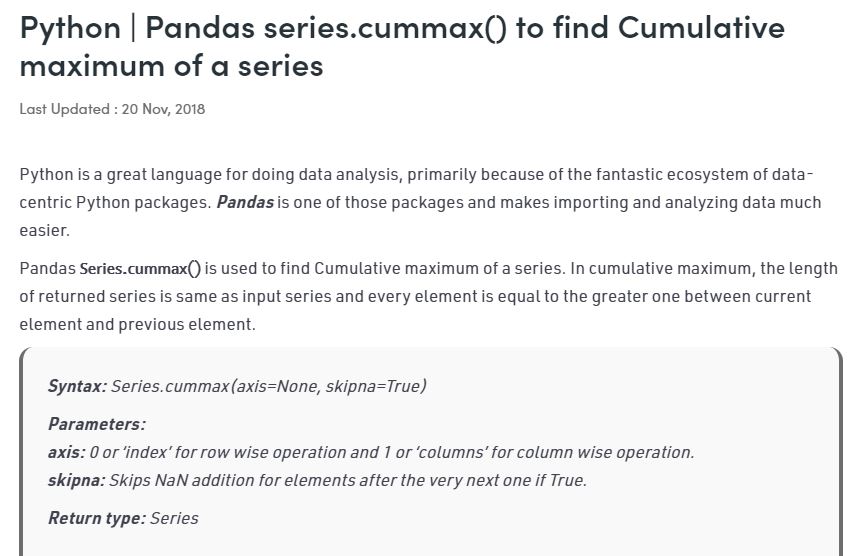 Python | Pandas series.cummax() to find Cumulative
maximum of a series
Last Updated : 20 Nov, 2018
Python is a great language for doing data analysis, primarily because of the fantastic ecosystem of data-
centric Python packages. Pandas is one of those packages and makes importing and analyzing data much
easier.
Pandas Series.cummax() is used to find Cumulative maximum of a series. In cumulative maximum, the length
of returned series is same as input series and every element is equal to the greater one between current
element and previous element.
Syntax: Series.cummax(axis=None, skipna=True)
Parameters:
axis: 0 or ‘index’ for row wise operation and 1 or ‘columns’ for column wise operation.
skipna: Skips NaN addition for elements after the very next one if True.
Return type: Series